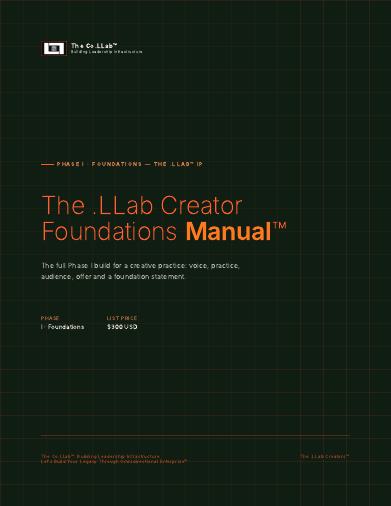 The Co.LLab™
Building Leadership Infrastructure
PHASE I · FOUNDATIONS — THE .LLAB™ IP
The .LLab Creator
Foundations Manual™
The full Phase I build for a creative practice: voice, practice,
audience, offer and a foundation statement.
PHASE
LIST PRICE
I · Foundations
$300 USD
The Co.LLab™ Building Leadership Infrastructure
Let's Build Your Legacy Through Omnidirectional Enterprise®
The .LLab Creators™